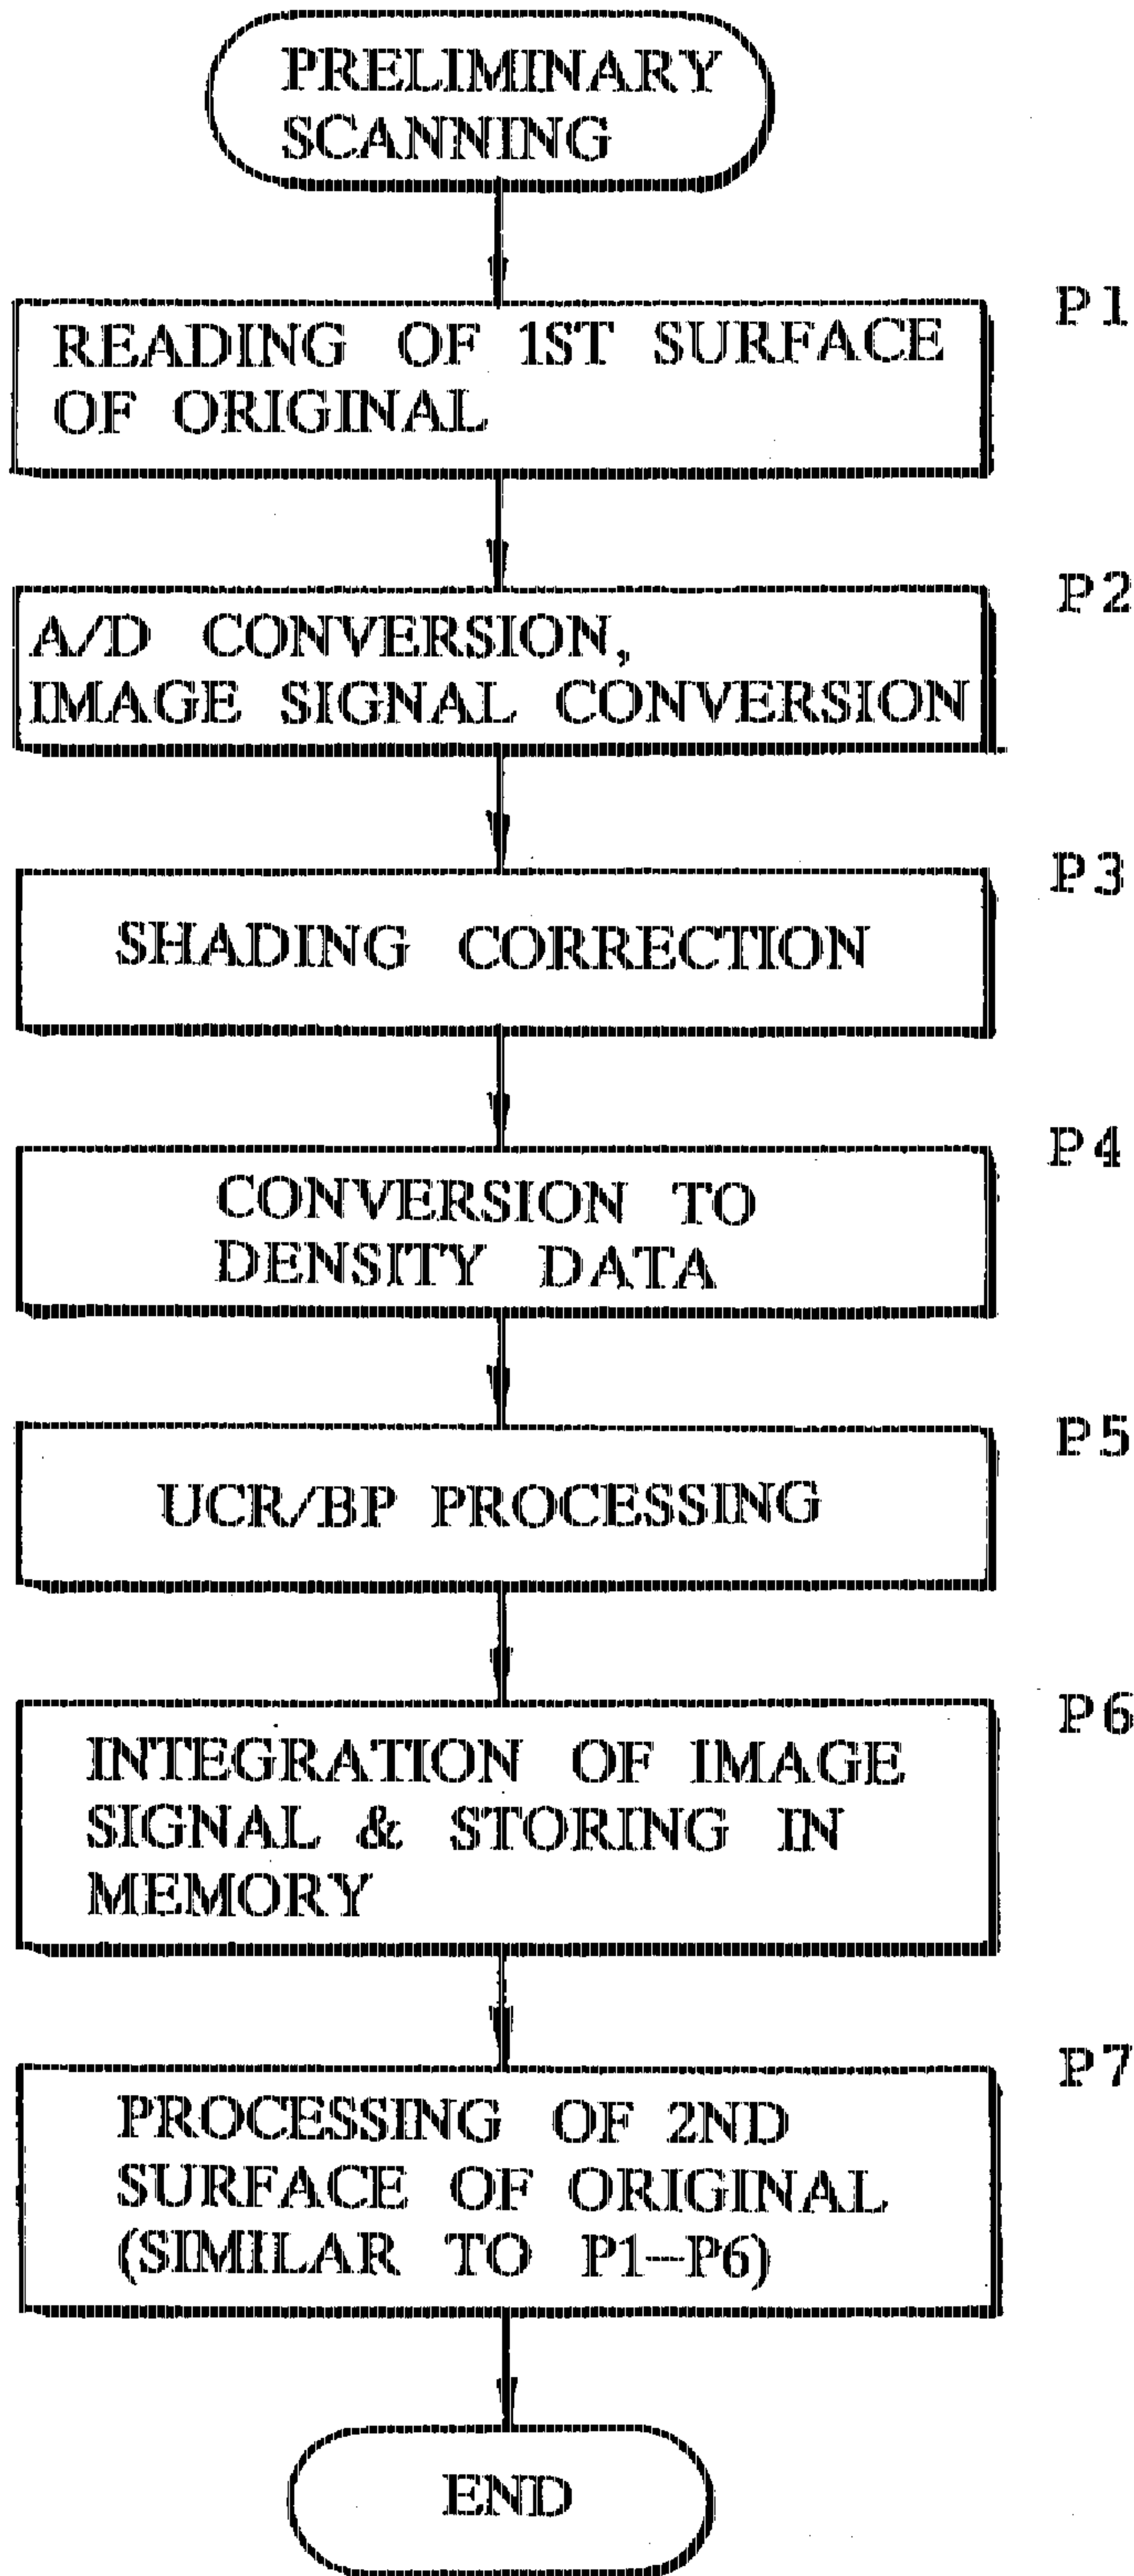 PRELIMINARY
SCANNING
P1
READING OF 1ST SURFACE
OF ORIGINAL
P2
A/D CONVERSION,
IMAGE SIGNAL CONVERSION
P3
SHADING CORRECTION
P4
CONVERSION TO
DENSITY DATA
P5
UCR/BP PROCESSING
P6
INTEGRATION OF IMAGE
SIGNAL & STORING IN
MEMORY
P7
PROCESSING OF 2ND
SURFACE OF ORIGINAL
(SIMILAR TO P1–P6)
END